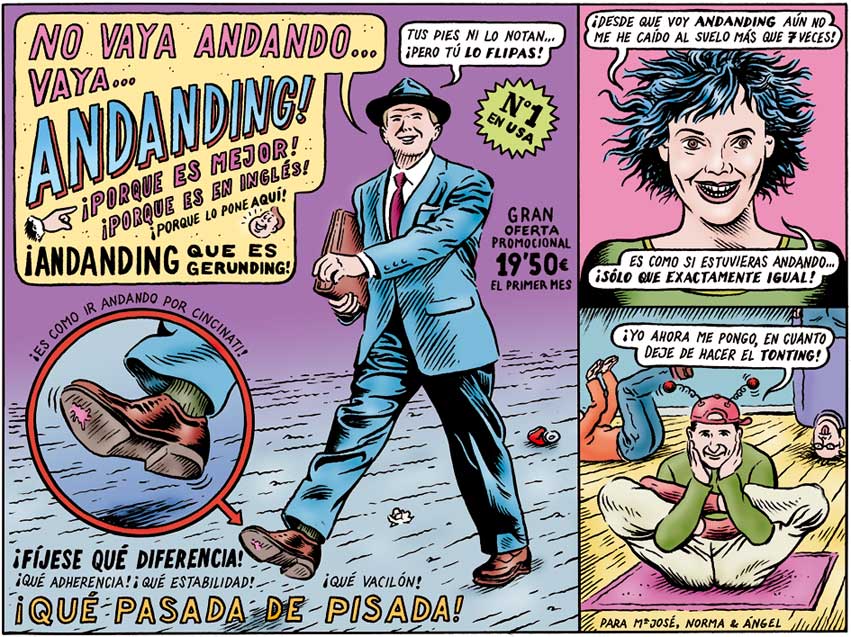 NO VAYA ANDANDO...
VAYA...
ANDANDING!
¡PORQUE ES MEJOR!
¡PORQUE ES EN INGLÉS!
¡PORQUE LO PONE AQUÍ!
¡ANDANDING QUE ES
GERUNDING!
TUS PIES NI LO NOTAN...
¡PERO TÚ LO FLIPAS!
Nº1
EN USA
GRAN
OFERTA
PROMOCIONAL
19'50€
EL PRIMER MES
¡ES COMO IR ANDANDO POR CINCINATI!
¡FÍJESE QUÉ DIFERENCIA!
¡QUÉ ADHERENCIA! ¡QUÉ ESTABILIDAD! ¡QUÉ VACILÓN!
¡QUÉ PASADA DE PISADA!
¡DESDE QUE VOY ANDANDING AÚN NO
ME HE CAÍDO AL SUELO MÁS QUE 7 VECES!
ES COMO SI ESTUVIERAS ANDANDO...
¡SÓLO QUE EXACTAMENTE IGUAL!
¡YO AHORA ME PONGO, EN CUANTO
DEJE DE HACER EL TONTING!
PARA Mª JOSÉ, NORMA & ÁNGEL